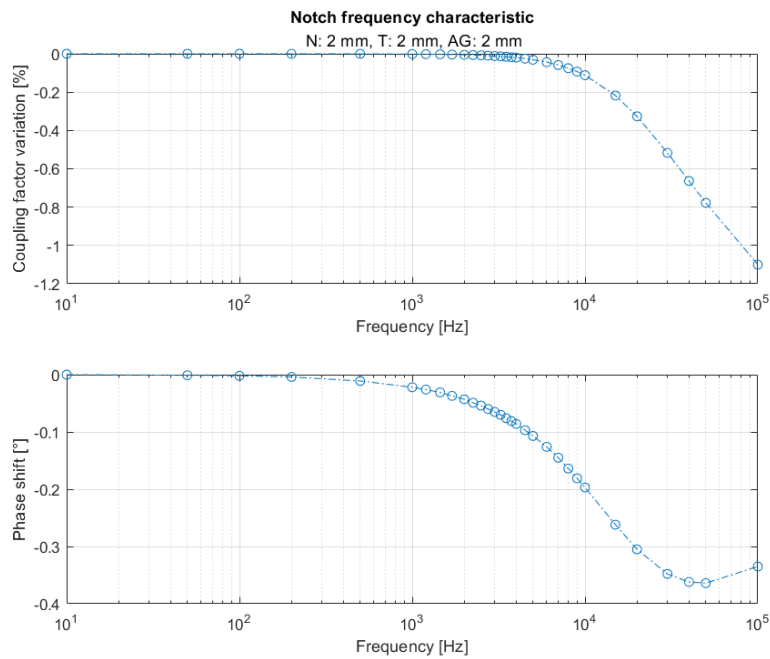 Notch frequency characteristic
N: 2 mm, T: 2 mm, AG: 2 mm
Coupling factor variation [%]
0
-0.2
-0.4
-0.6
-0.8
-1
-1.2
10^1 10^2 10^3 10^4 10^5
Frequency [Hz]
Phase shift [°]
0
-0.1
-0.2
-0.3
-0.4
10^1 10^2 10^3 10^4 10^5
Frequency [Hz]